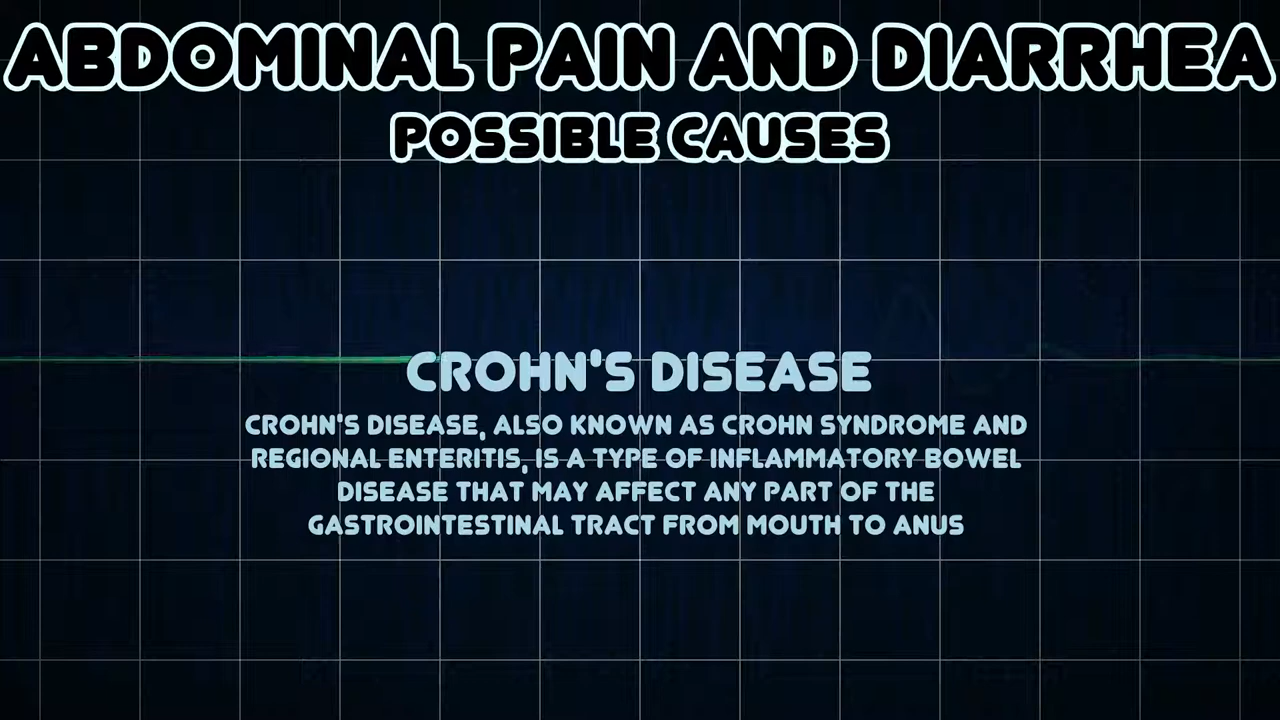 ABDOMINAL PAIN AND DIARRHEA
POSSIBLE CAUSES
CROHN'S DISEASE
CROHN'S DISEASE, ALSO KNOWN AS CROHN SYNDROME AND
REGIONAL ENTERITIS, IS A TYPE OF INFLAMMATORY BOWEL
DISEASE THAT MAY AFFECT ANY PART OF THE
GASTROINTESTINAL TRACT FROM MOUTH TO ANUS